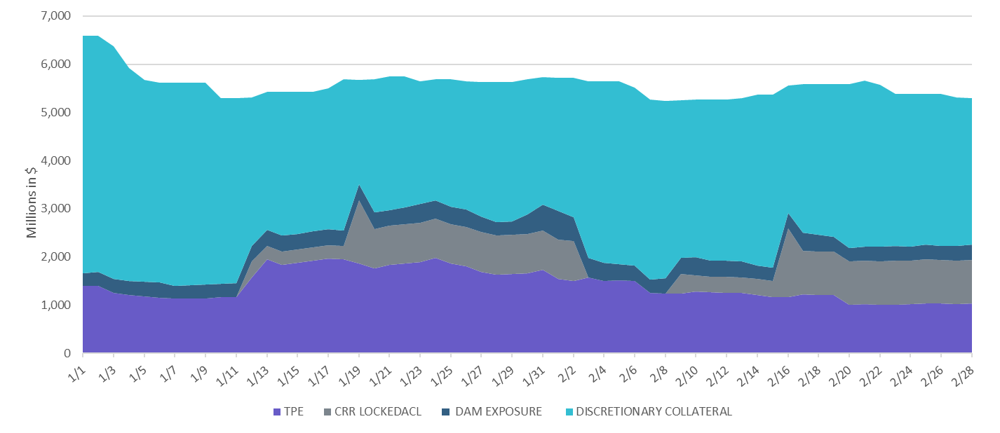 7,000
6,000
5,000
4,000
3,000
2,000
1,000
0
Millions in $
1/1 1/3 1/5 1/7 1/9 1/11 1/13 1/15 1/17 1/19 1/21 1/23 1/25 1/27 1/29 1/31 2/2 2/4 2/6 2/8 2/10 2/12 2/14 2/16 2/18 2/20 2/22 2/24 2/26 2/28
TPE CRR LOCKEDACL DAM EXPOSURE DISCRETIONARY COLLATERAL